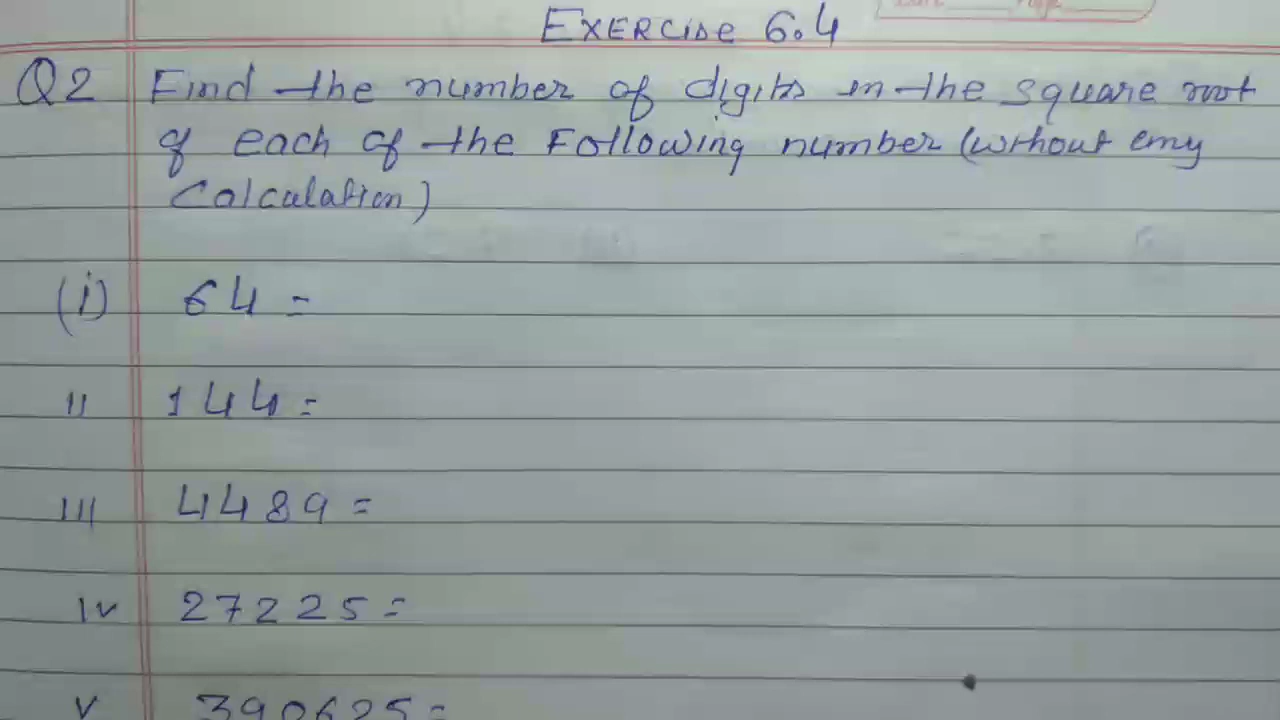 EXERCISE 6.4
Q2 Find the number of digits in the square root
of each of the Following number (without any
Calculation)
(i) 64 =
II 144 =
III 4489 =
IV 27225 =
V 390625 =